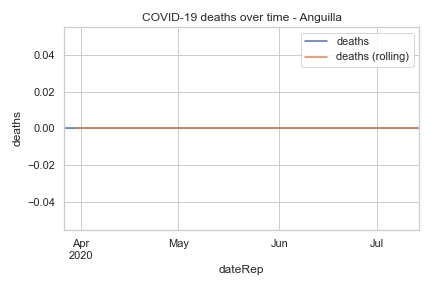 COVID-19 deaths over time - Anguilla
deaths
deaths (rolling)
0.04
0.02
0.00
−0.02
−0.04
deaths
Apr
2020
May
Jun
Jul
dateRep